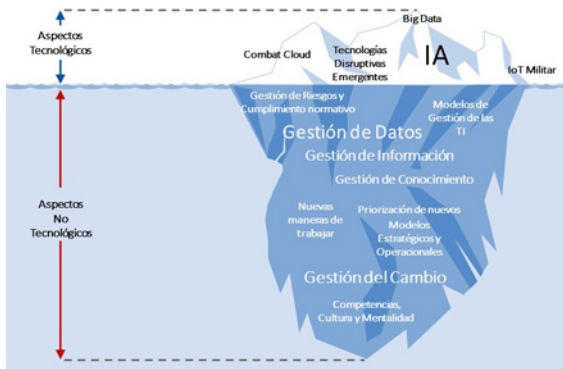 Big Data
Aspectos
Tecnológicos
Combat Cloud
Tecnologías
Disruptivas
Emergentes
IA
IoT Militar
Gestión de Riesgos y
Cumplimiento normativo
Modelos de
Gestión de las
TI
Gestión de Datos
Gestión de Información
Gestión de Conocimiento
Aspectos
No
Tecnológicos
Nuevas
maneras de
trabajar
Priorización de nuevos
Modelos
Estratégicos y
Operacionales
Gestión del Cambio
Competencias,
Cultura y Mentalidad